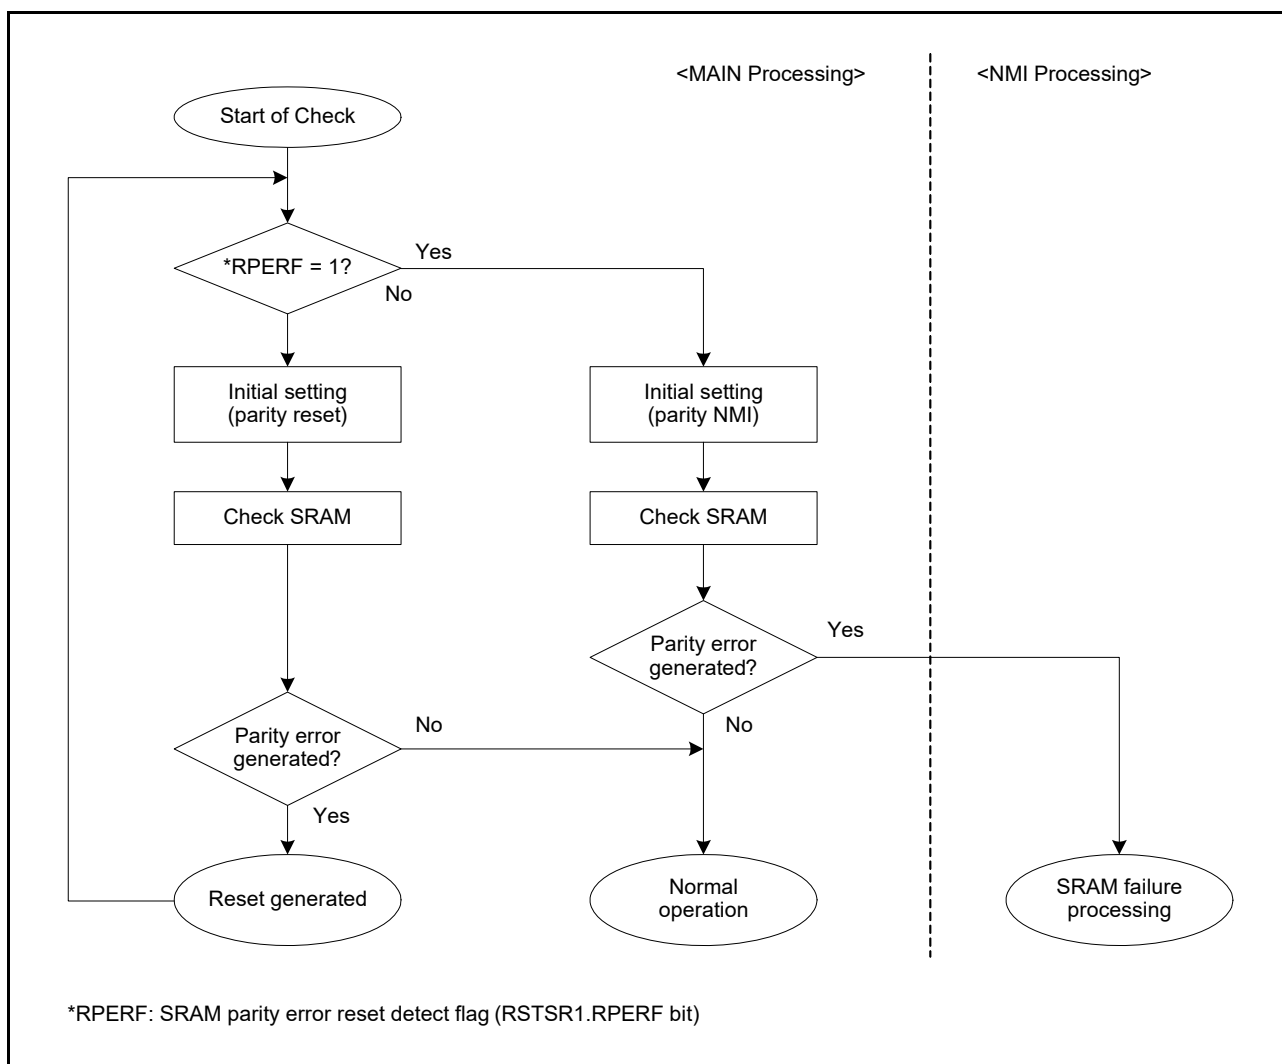 <MAIN Processing>
<NMI Processing>
Start of Check
*RPERF = 1?
Yes
No
Initial setting
(parity reset)
Initial setting
(parity NMI)
Check SRAM
Check SRAM
Parity error
generated?
Yes
No
Parity error
generated?
No
Yes
Reset generated
Normal
operation
SRAM failure
processing
*RPERF: SRAM parity error reset detect flag (RSTSR1.RPERF bit)